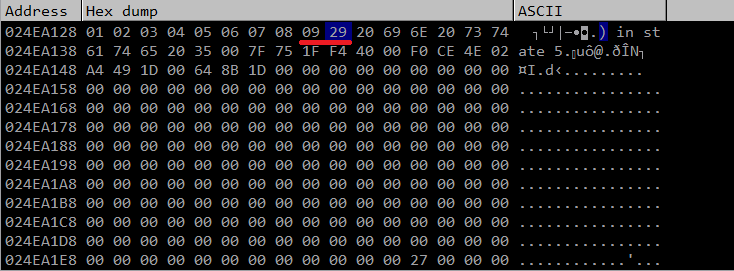 Address Hex dump ASCII
024EA128 01 02 03 04 05 06 07 08 09 29 20 69 6E 20 73 74 ┐└┘│─•◘.) in st
024EA138 61 74 65 20 35 00 7F 75 1F F4 40 00 F0 CE 4E 02 ate 5.uô@.ðÎN┐
024EA148 A4 49 1D 00 64 8B 1D 00 00 00 00 00 00 00 00 00 ¤I.d‹.........
024EA158 00 00 00 00 00 00 00 00 00 00 00 00 00 00 00 00 ................
024EA168 00 00 00 00 00 00 00 00 00 00 00 00 00 00 00 00 ................
024EA178 00 00 00 00 00 00 00 00 00 00 00 00 00 00 00 00 ................
024EA188 00 00 00 00 00 00 00 00 00 00 00 00 00 00 00 00 ................
024EA198 00 00 00 00 00 00 00 00 00 00 00 00 00 00 00 00 ................
024EA1A8 00 00 00 00 00 00 00 00 00 00 00 00 00 00 00 00 ................
024EA1B8 00 00 00 00 00 00 00 00 00 00 00 00 00 00 00 00 ................
024EA1C8 00 00 00 00 00 00 00 00 00 00 00 00 00 00 00 00 ................
024EA1D8 00 00 00 00 00 00 00 00 00 00 00 00 00 00 00 00 ................
024EA1E8 00 00 00 00 00 00 00 00 00 00 00 00 27 00 00 00 ............'...